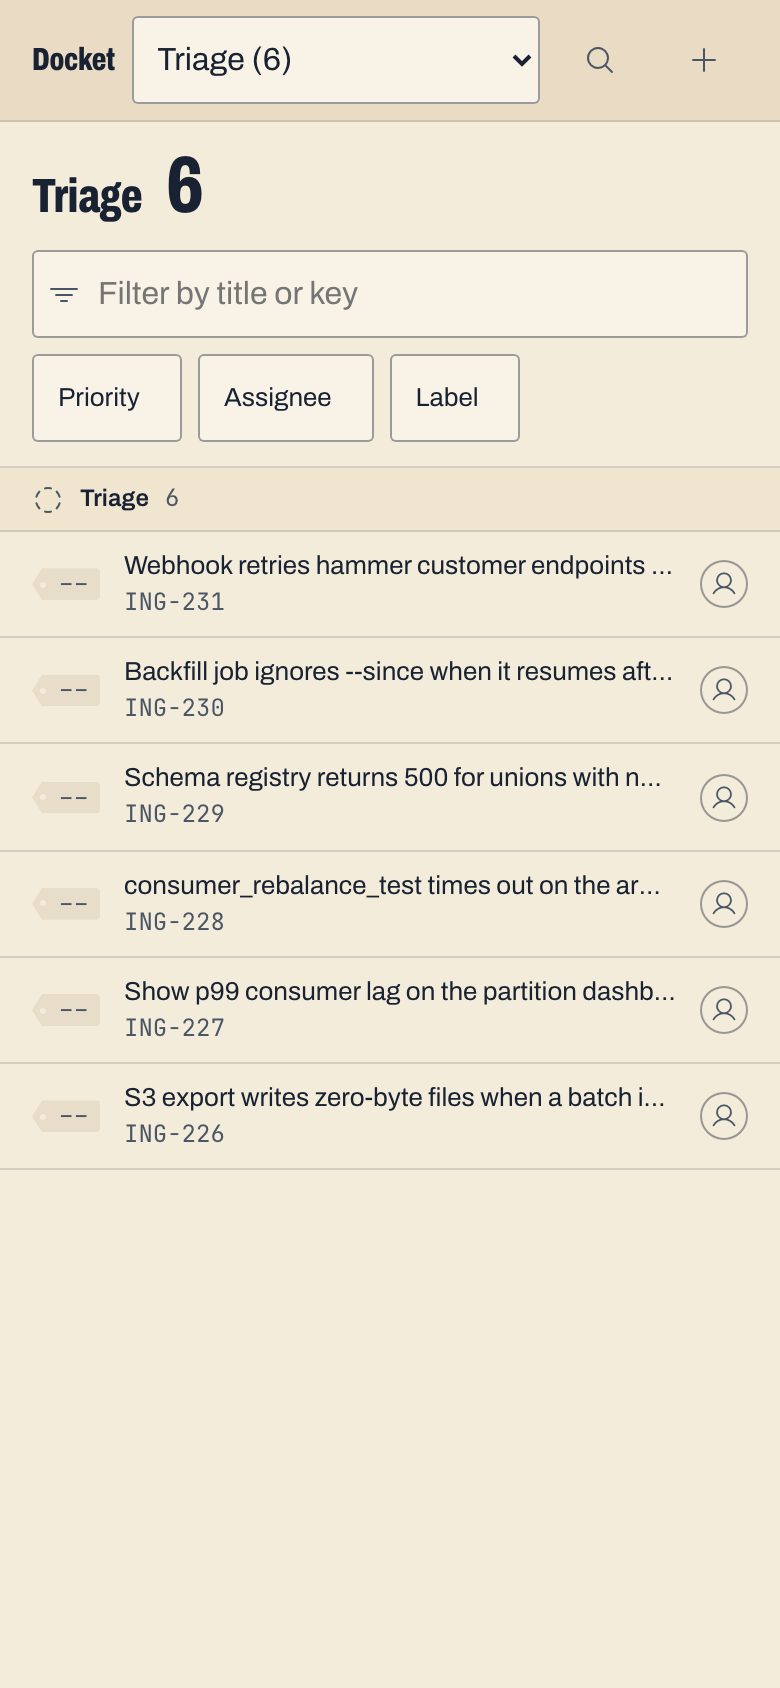 Docket Triage (6)
Triage 6
Filter by title or key
Priority Assignee Label
Triage 6
-- Webhook retries hammer customer endpoints ...
ING-231
-- Backfill job ignores --since when it resumes aft...
ING-230
-- Schema registry returns 500 for unions with n...
ING-229
-- consumer_rebalance_test times out on the ar...
ING-228
-- Show p99 consumer lag on the partition dashb...
ING-227
-- S3 export writes zero-byte files when a batch i...
ING-226